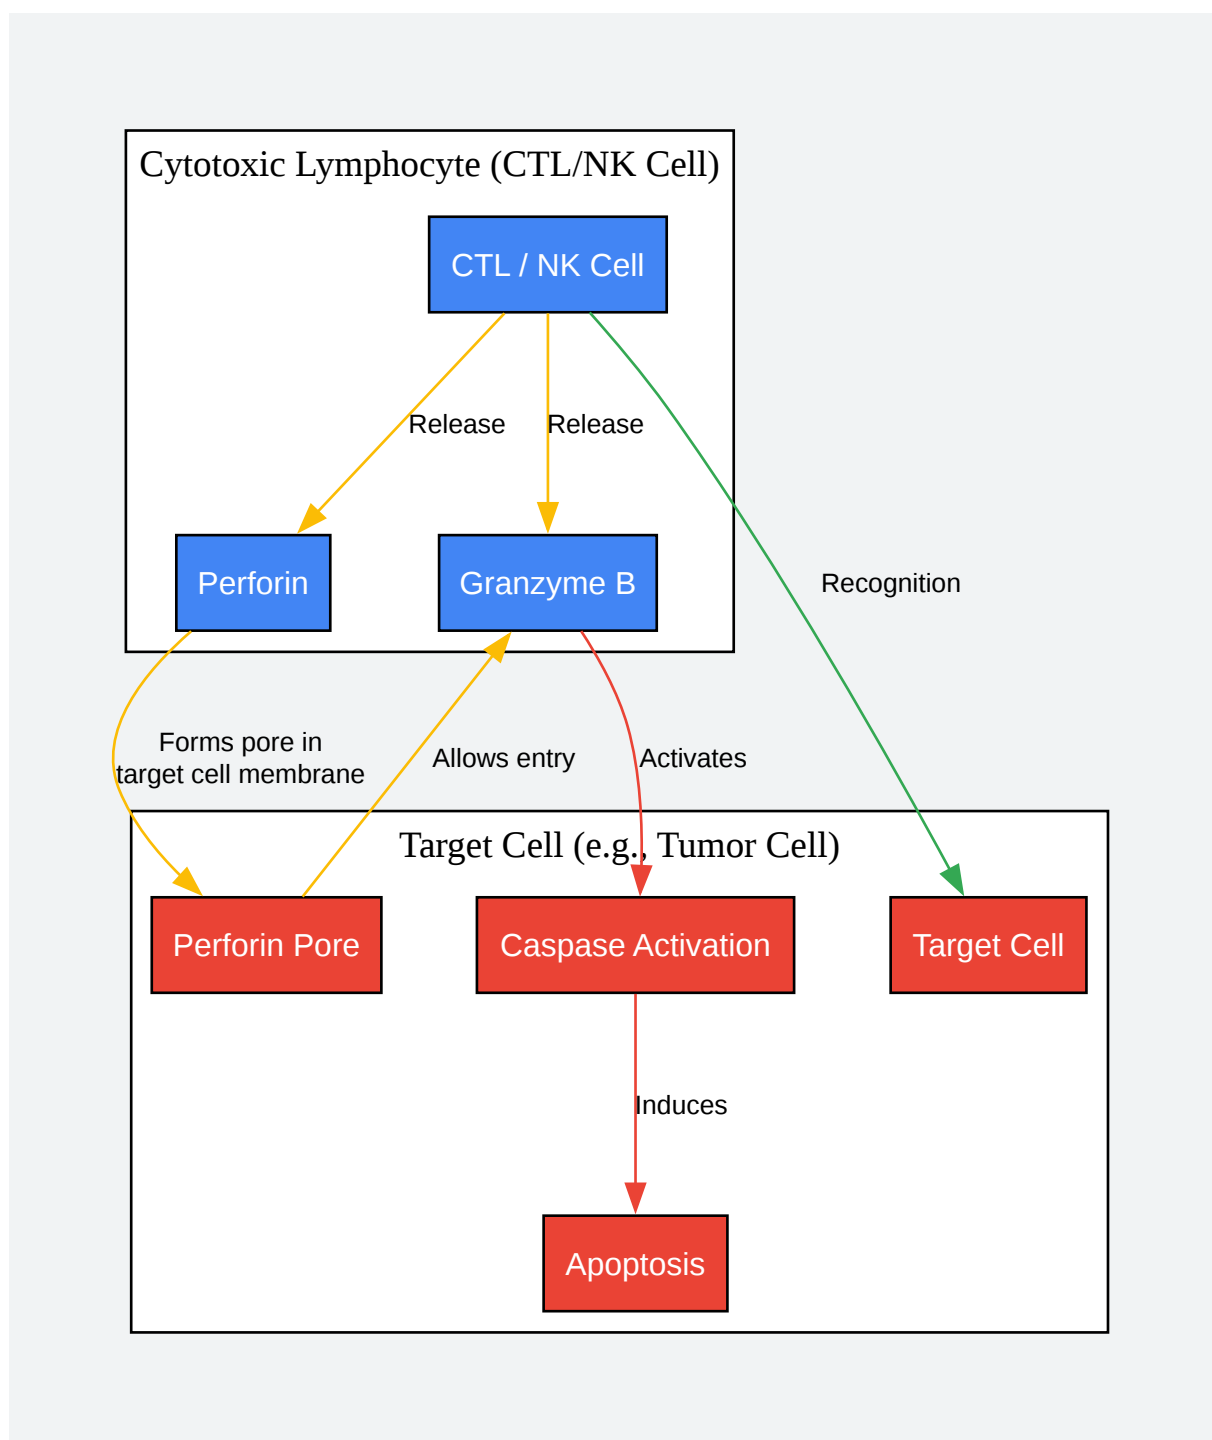 Cytotoxic Lymphocyte (CTL/NK Cell)
CTL / NK Cell
Release
Release
Perforin
Granzyme B
Recognition
Forms pore in
target cell membrane
Allows entry
Activates
Target Cell (e.g., Tumor Cell)
Perforin Pore
Caspase Activation
Target Cell
Induces
Apoptosis